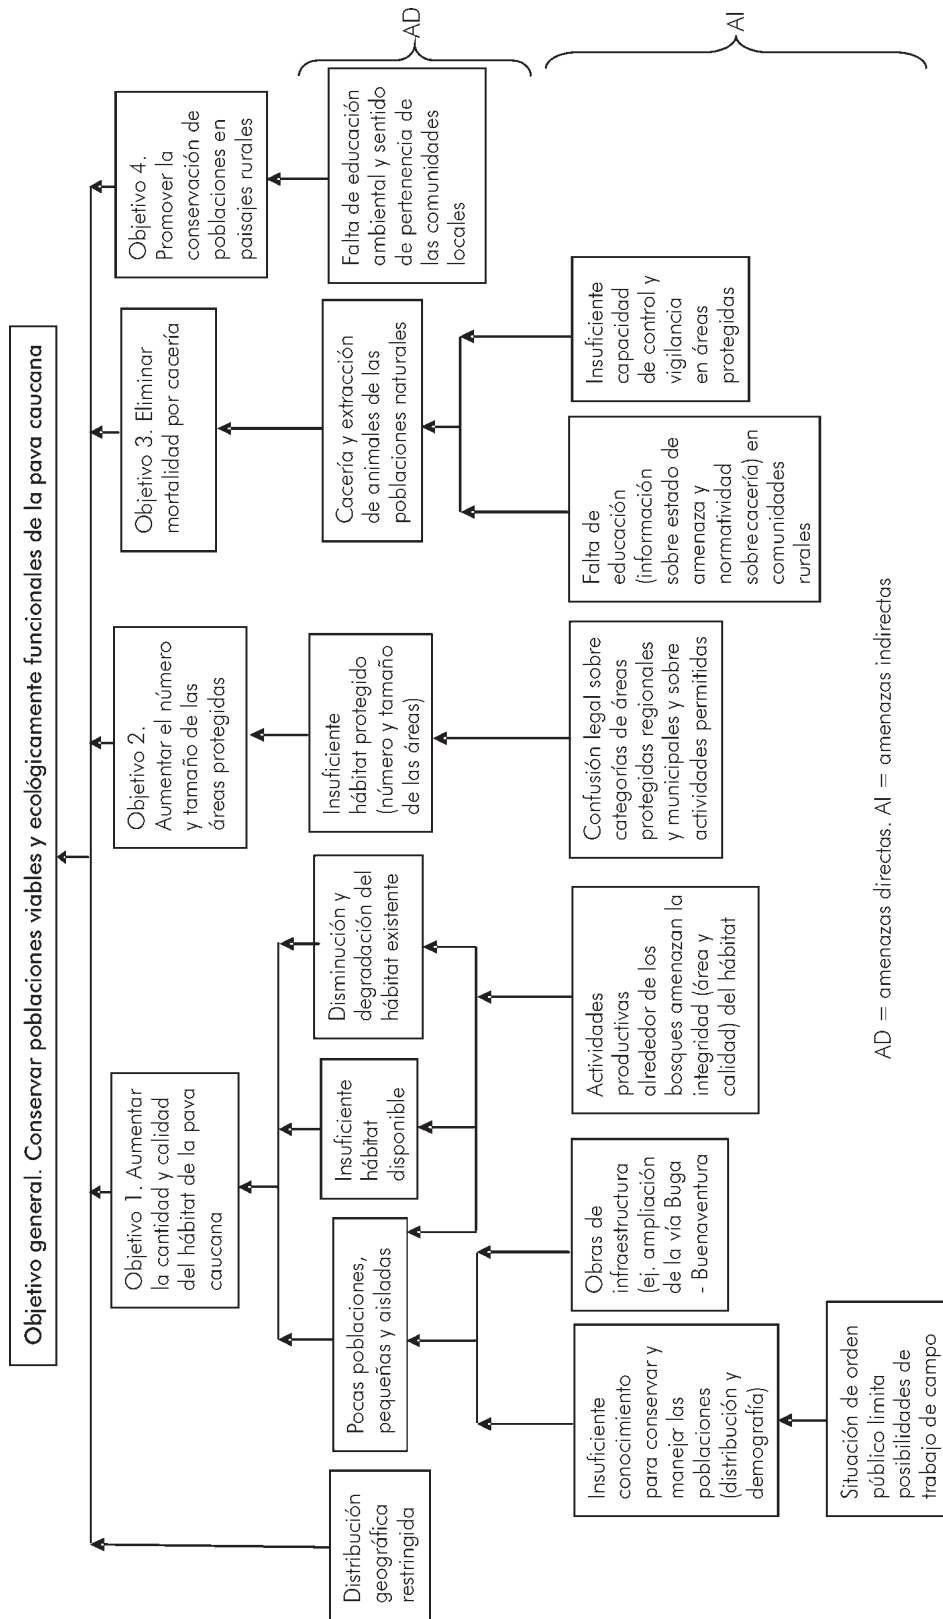 Objetivo general. Conservar poblaciones viables y ecológicamente funcionales de la pava caucana
Objetivo 1. Aumentar
la cantidad y calidad
del hábitat de la pava
caucana
Objetivo 2.
Aumentar el número
y tamaño de las
áreas protegidas
Objetivo 3. Eliminar
mortalidad por cacería
Objetivo 4.
Promover la
conservación de
poblaciones en
paisajes rurales
Distribución
geográfica
restringida
Pocas poblaciones,
pequeñas y aisladas
Insuficiente
hábitat
disponible
Disminución y
degradación del
hábitat existente
Insuficiente
hábitat protegido
(número y tamaño
de las áreas)
Cacería y extracción
de animales de las
poblaciones naturales
Falta de educación
ambiental y sentido
de pertenencia de
las comunidades
locales
AD
Insuficiente
conocimiento
para conservar y
manejar las
poblaciones
(distribución y
demografía)
Obras de
infraestructura
(ej. ampliación
de la vía Buga
- Buenaventura
Actividades
productivas
alrededor de los
bosques amenazan la
integridad (área y
calidad) del hábitat
Confusión legal sobre
categorías de áreas
protegidas regionales
y municipales y sobre
actividades permitidas
Falta de
educación
(información
sobre estado de
amenaza y
normatividad
sobre cacería) en
comunidades
rurales
Insuficiente
capacidad
de control y
vigilancia
en áreas
protegidas
AI
Situación de orden
público limita
posibilidades de
trabajo de campo
AD = amenazas directas. AI = amenazas indirectas